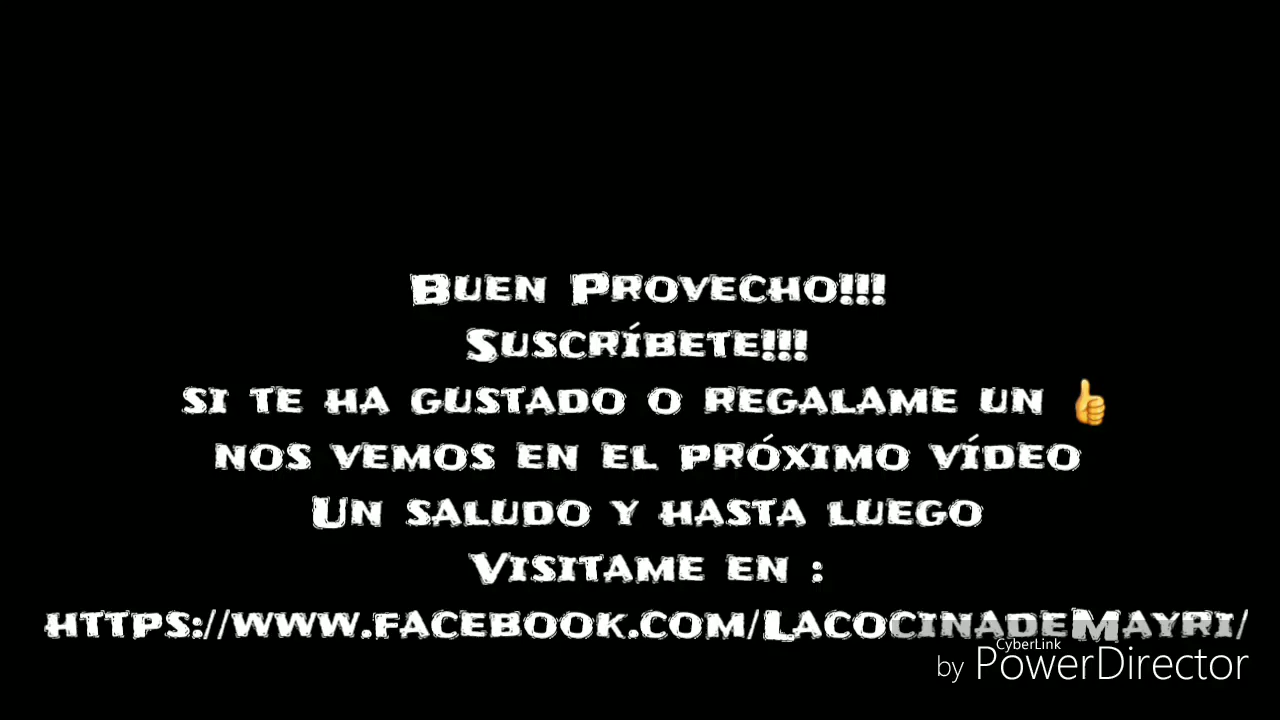 Buen Provecho!!!
Suscríbete!!!
si te ha gustado o regalame un 👍
nos vemos en el próximo vídeo
Un saludo y hasta luego
Visitame en :
https://www.facebook.com/LacocinadeMayri/
CyberLink
by PowerDirector